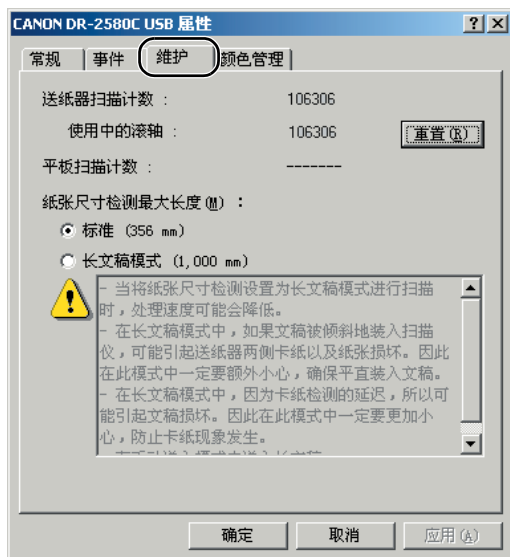 CANON DR-2580C USB 属性
常规 事件 维护 颜色管理
送纸器扫描计数 : 106306
使用中的滚轴 : 106306 重置(R)
平板扫描计数 : -------
纸张尺寸检测最大长度(M) :
标准 (356 mm)
长文稿模式 (1,000 mm)
- 当将纸张尺寸检测设置为长文稿模式进行扫描
时，处理速度可能会降低。
- 在长文稿模式中，如果文稿被倾斜地装入扫描
仪，可能引起送纸器两侧卡纸以及纸张损坏。因此
在此模式中一定要额外小心，确保平直装入文稿。
- 在长文稿模式中，因为卡纸检测的延迟，所以可
能引起文稿损坏。因此在此模式中一定要更加小
心，防止卡纸现象发生。
确定 取消 应用(A)